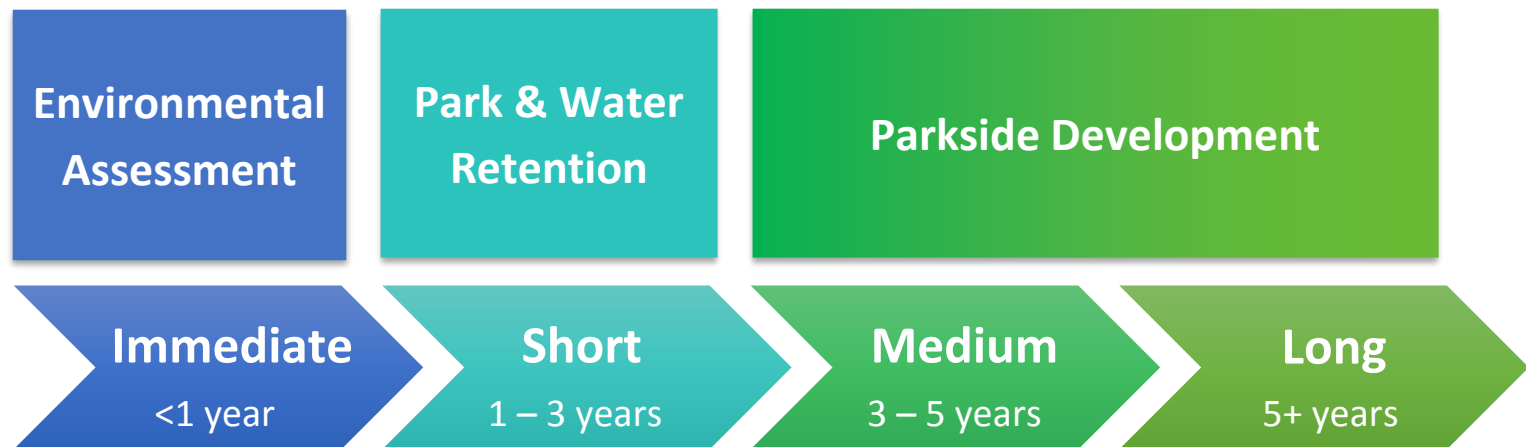 Environmental
Assessment
Park & Water
Retention
Parkside Development
Immediate
<1 year
Short
1 – 3 years
Medium
3 – 5 years
Long
5+ years